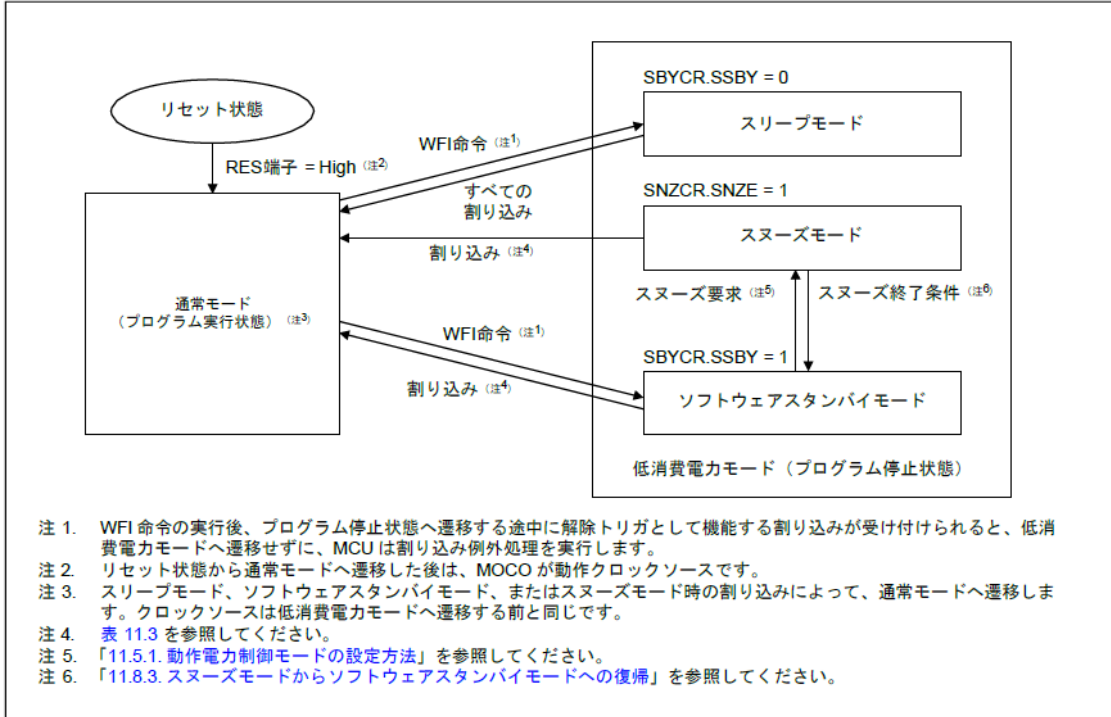 SBYCR.SSBY = 0
リセット状態
スリープモード
WFI命令 (注1)
RES端子 = High (注2)
すべての
割り込み
SNZCR.SNZE = 1
スヌーズモード
割り込み (注4)
スヌーズ要求 (注5)
スヌーズ終了条件 (注6)
通常モード
(プログラム実行状態) (注3)
WFI命令 (注1)
SBYCR.SSBY = 1
割り込み (注4)
ソフトウェアスタンバイモード
低消費電力モード(プログラム停止状態)
注 1. WFI 命令の実行後、プログラム停止状態へ遷移する途中に解除トリガとして機能する割り込みが受け付けられると、低消
費電力モードへ遷移せずに、MCU は割り込み例外処理を実行します。
注 2. リセット状態から通常モードへ遷移した後は、MOCO が動作クロックソースです。
注 3. スリープモード、ソフトウェアスタンバイモード、またはスヌーズモード時の割り込みによって、通常モードへ遷移しま
す。クロックソースは低消費電力モードへ遷移する前と同じです。
注 4. 表 11.3 を参照してください。
注 5. 「11.5.1. 動作電力制御モードの設定方法」を参照してください。
注 6. 「11.8.3. スヌーズモードからソフトウェアスタンバイモードへの復帰」を参照してください。